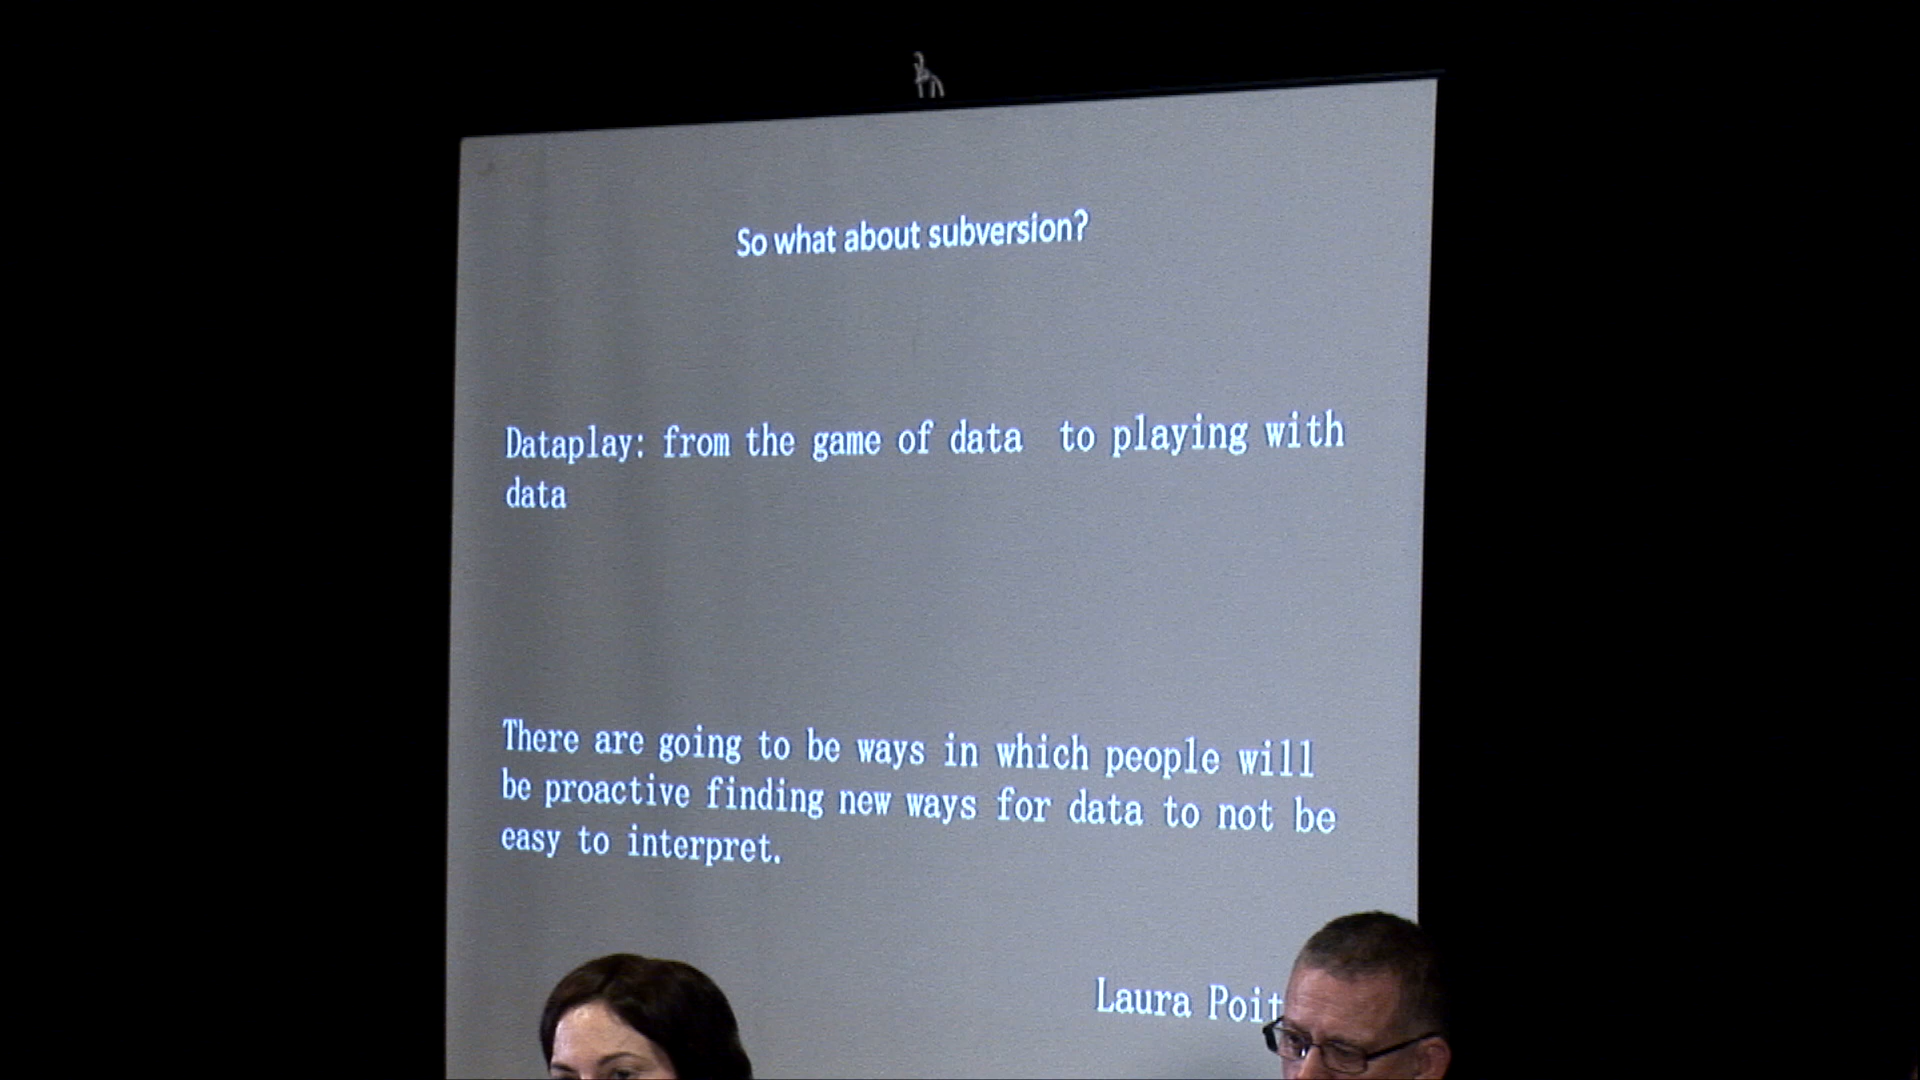 So what about subversion?
Dataplay: from the game of data to playing with
data
There are going to be ways in which people will
be proactive finding new ways for data to not be
easy to interpret.
Laura